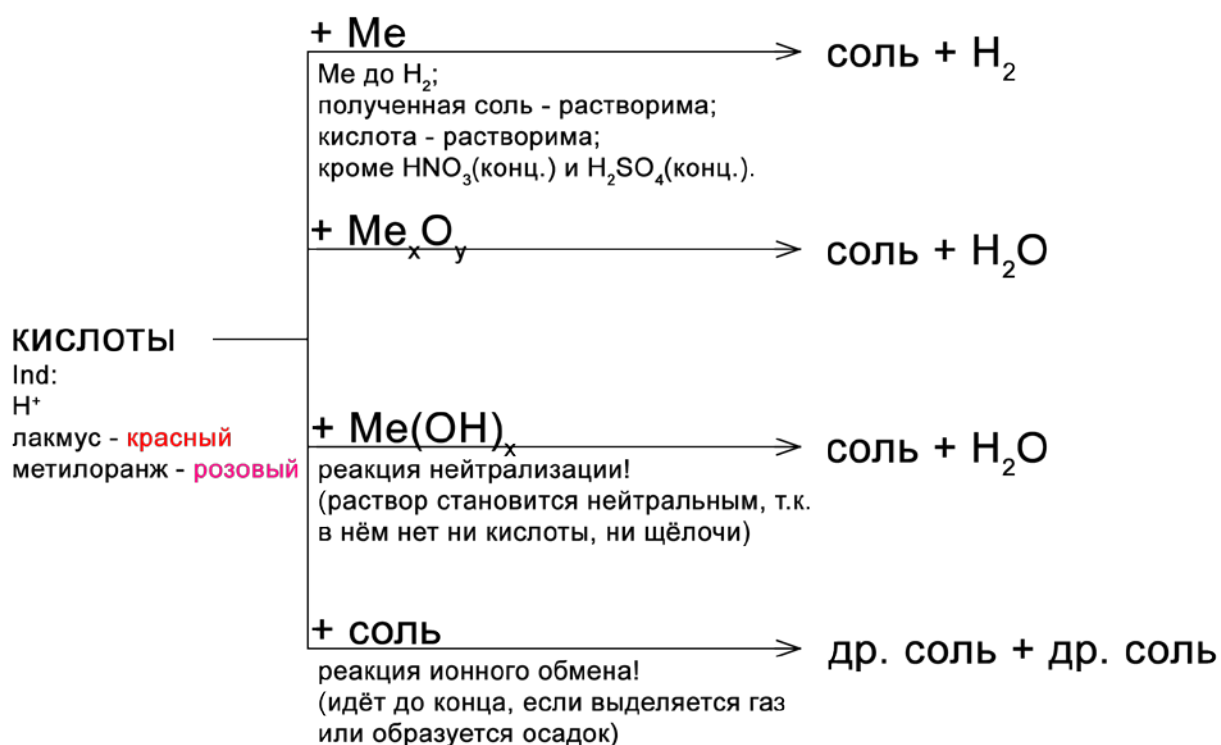 + Me
соль + H₂
Me до H₂;
полученная соль - растворима;
кислота - растворима;
кроме HNO₃(конц.) и H₂SO₄(конц.).
+ MeₓOᵧ
соль + H₂O
кислоты
Ind:
H⁺
лакмус - красный
метилоранж - розовый
+ Me(OH)ₓ
соль + H₂O
реакция нейтрализации!
(раствор становится нейтральным, т.к.
в нём нет ни кислоты, ни щёлочи)
+ соль
др. соль + др. соль
реакция ионного обмена!
(идёт до конца, если выделяется газ
или образуется осадок)